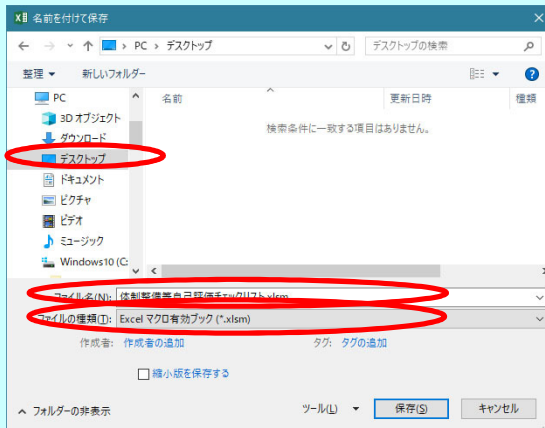 名前を付けて保存
PC › デスクトップ
デスクトップの検索
整理 新しいフォルダー
名前 更新日時 種類
検索条件に一致する項目はありません。
PC
3D オブジェクト
ダウンロード
デスクトップ
ドキュメント
ピクチャ
ビデオ
ミュージック
Windows10 (C:
ファイル名(N): 体制整備等自己評価チェックリスト.xlsm
ファイルの種類(T): Excel マクロ有効ブック (*.xlsm)
作成者: 作成者の追加 タグ: タグの追加
縮小版を保存する
フォルダーの非表示 ツール(L) 保存(S) キャンセル